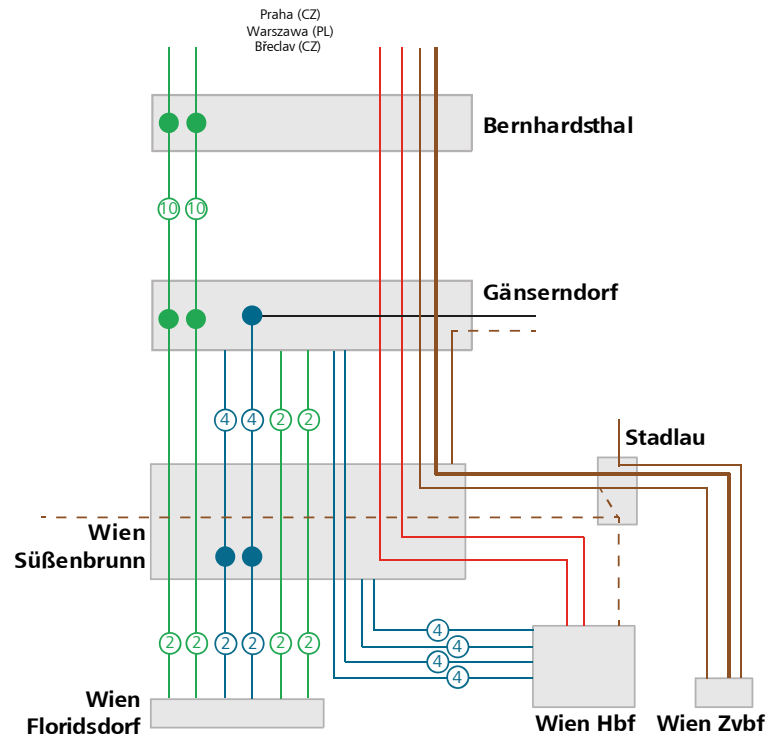 Praha (CZ)
Warszawa (PL)
Břeclav (CZ)
Bernhardsthal
10 10
Gänserndorf
4 4 2 2
Stadlau
Wien
Süßenbrunn
2 2 2 2 2 2
4
4
4
4
Wien
Floridsdorf
Wien Hbf
Wien Zvbf